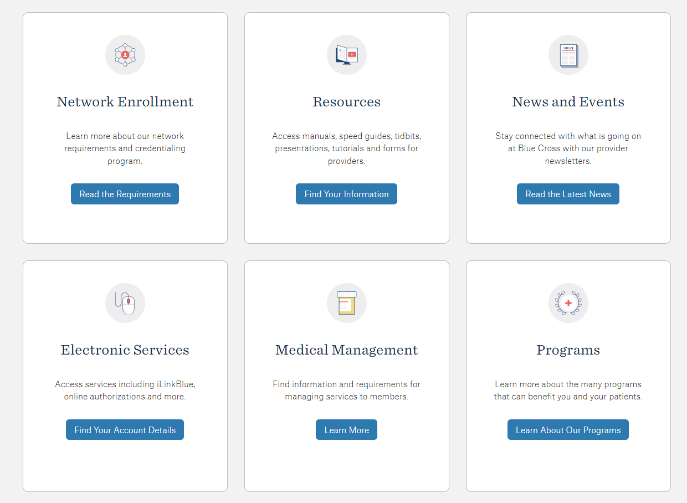 Network Enrollment
Learn more about our network
requirements and credentialing
program.
Read the Requirements
Resources
Access manuals, speed guides, tidbits,
presentations, tutorials and forms for
providers.
Find Your Information
News and Events
Stay connected with what is going on
at Blue Cross with our provider
newsletters.
Read the Latest News
Electronic Services
Access services including iLinkBlue,
online authorizations and more.
Find Your Account Details
Medical Management
Find information and requirements for
managing services to members.
Learn More
Programs
Learn more about the many programs
that can benefit you and your patients.
Learn About Our Programs